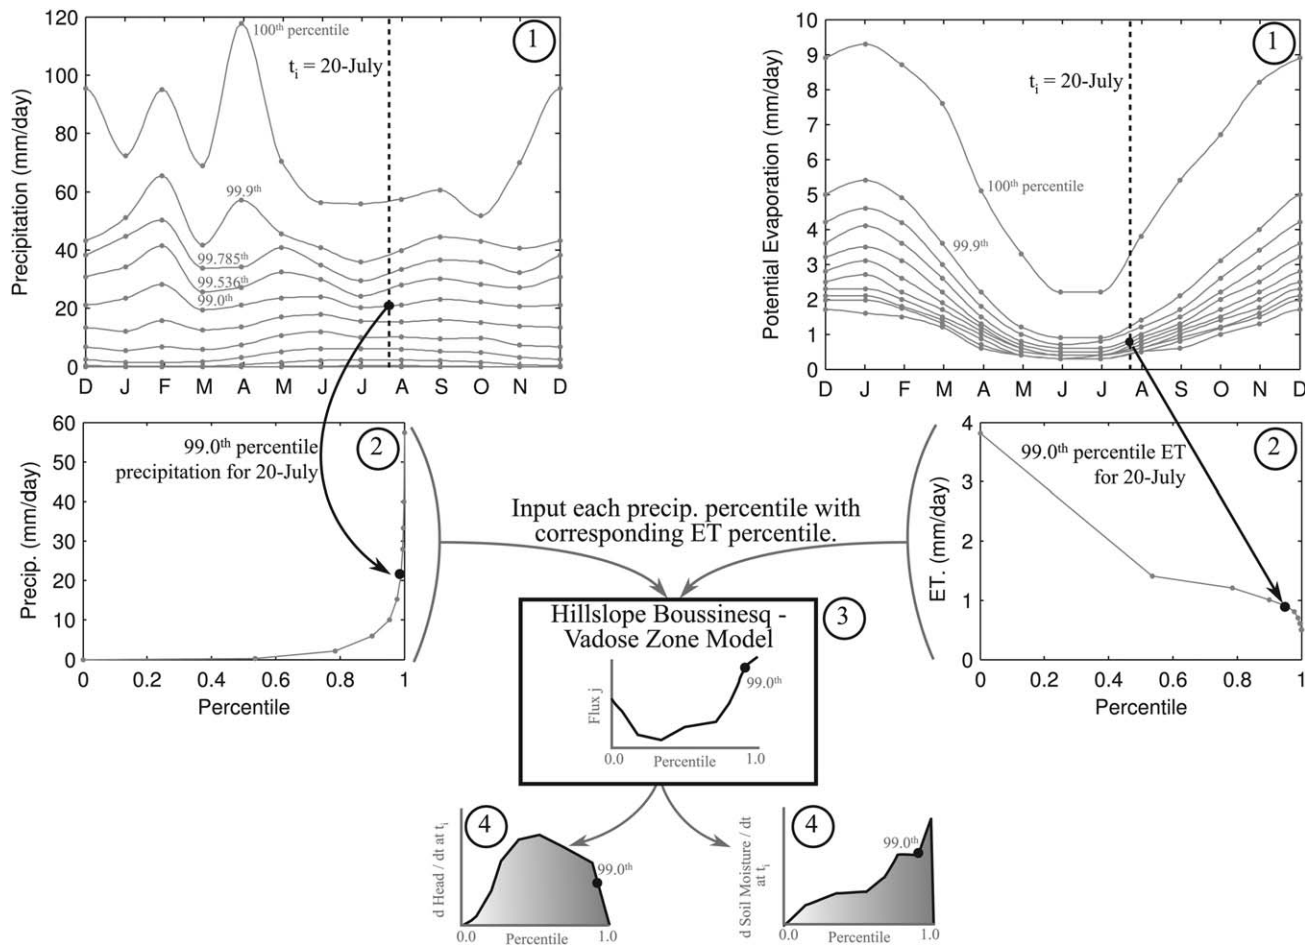 120
100
80
60
40
20
0
Precipitation (mm/day)
100th percentile
1
ti = 20-July
99.9th
99.785th
99.536th
99.0th
D J F M A M J J A S O N D
10
9
8
7
6
5
4
3
2
1
0
Potential Evaporation (mm/day)
1
ti = 20-July
100th percentile
99.9th
D J F M A M J J A S O N D
60
50
40
30
20
10
0
Precip. (mm/day)
99.0th percentile
precipitation for 20-July
2
0 0.2 0.4 0.6 0.8 1
Percentile
Input each precip. percentile with
corresponding ET percentile.
4
3
2
1
0
ET. (mm/day)
99.0th percentile ET
for 20-July
2
0 0.2 0.4 0.6 0.8 1
Percentile
Hillslope Boussinesq -
Vadose Zone Model
3
Flux j
99.0th
0.0 Percentile 1.0
4
d Head / dt at ti
99.0th
0.0 Percentile 1.0
4
d Soil Moisture / dt
at ti
99.0th
0.0 Percentile 1.0